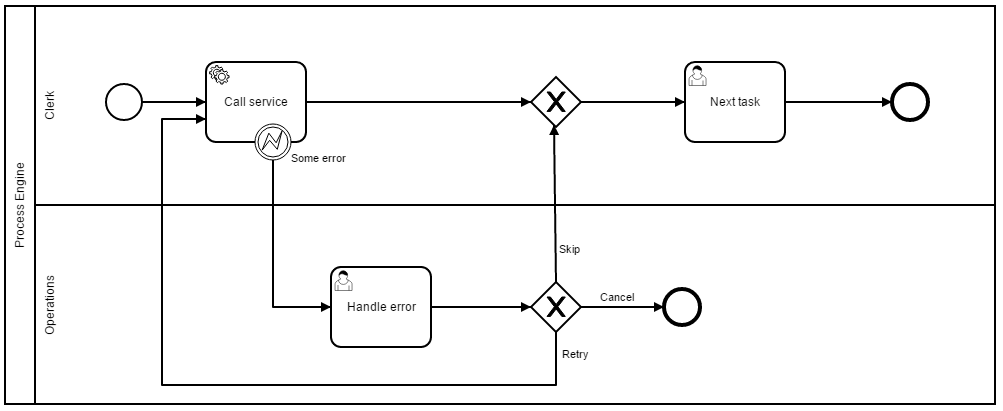 Process Engine
Clerk
Call service
Some error
Next task
Operations
Handle error
Skip
Cancel
Retry